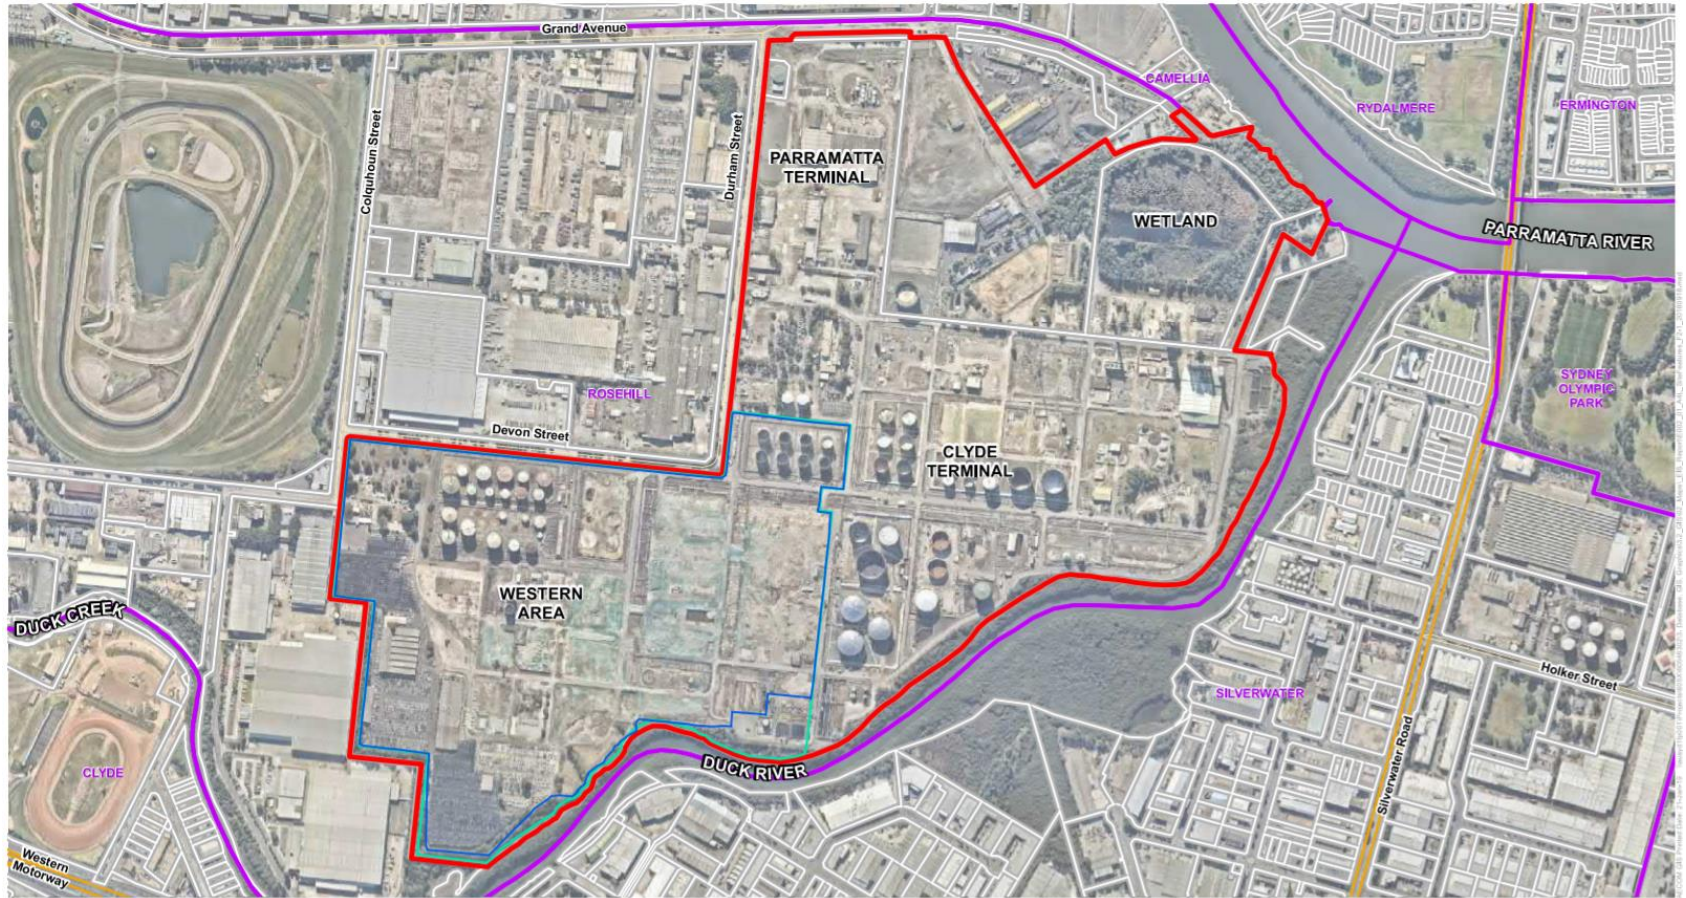 Grand Avenue
CAMELLIA
RYDALMERE
ERMINGTON
Colquhoun Street
Durham Street
PARRAMATTA
TERMINAL
WETLAND
PARRAMATTA RIVER
ROSEHILL
SYDNEY
OLYMPIC
PARK
Devon Street
CLYDE
TERMINAL
WESTERN
AREA
DUCK CREEK
Holker Street
SILVERWATER
CLYDE
DUCK RIVER
Silverwater Road
Western
Motorway